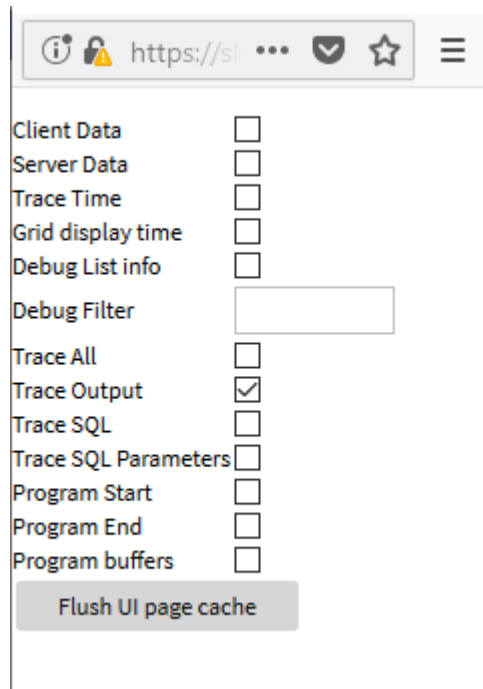 https://s
Client Data
Server Data
Trace Time
Grid display time
Debug List info
Debug Filter
Trace All
Trace Output
Trace SQL
Trace SQL Parameters
Program Start
Program End
Program buffers
Flush UI page cache